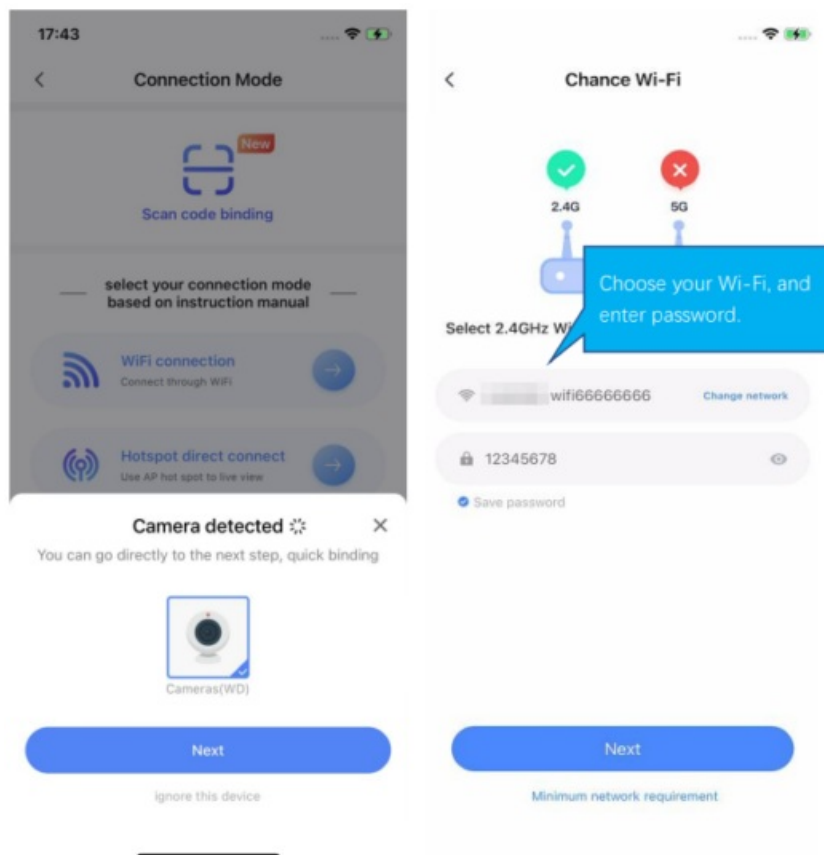 17:43
Connection Mode
New
Scan code binding
select your connection mode
based on instruction manual
WiFi connection
Connect through WiFi
Hotspot direct connect
Use AP hot spot to live view
Camera detected
You can go directly to the next step, quick binding
Cameras(WD)
Next
ignore this device
Chance Wi-Fi
2.4G
5G
Choose your Wi-Fi, and
enter password.
Select 2.4GHz Wi
wifi66666666
Change network
12345678
Save password
Next
Minimum network requirement